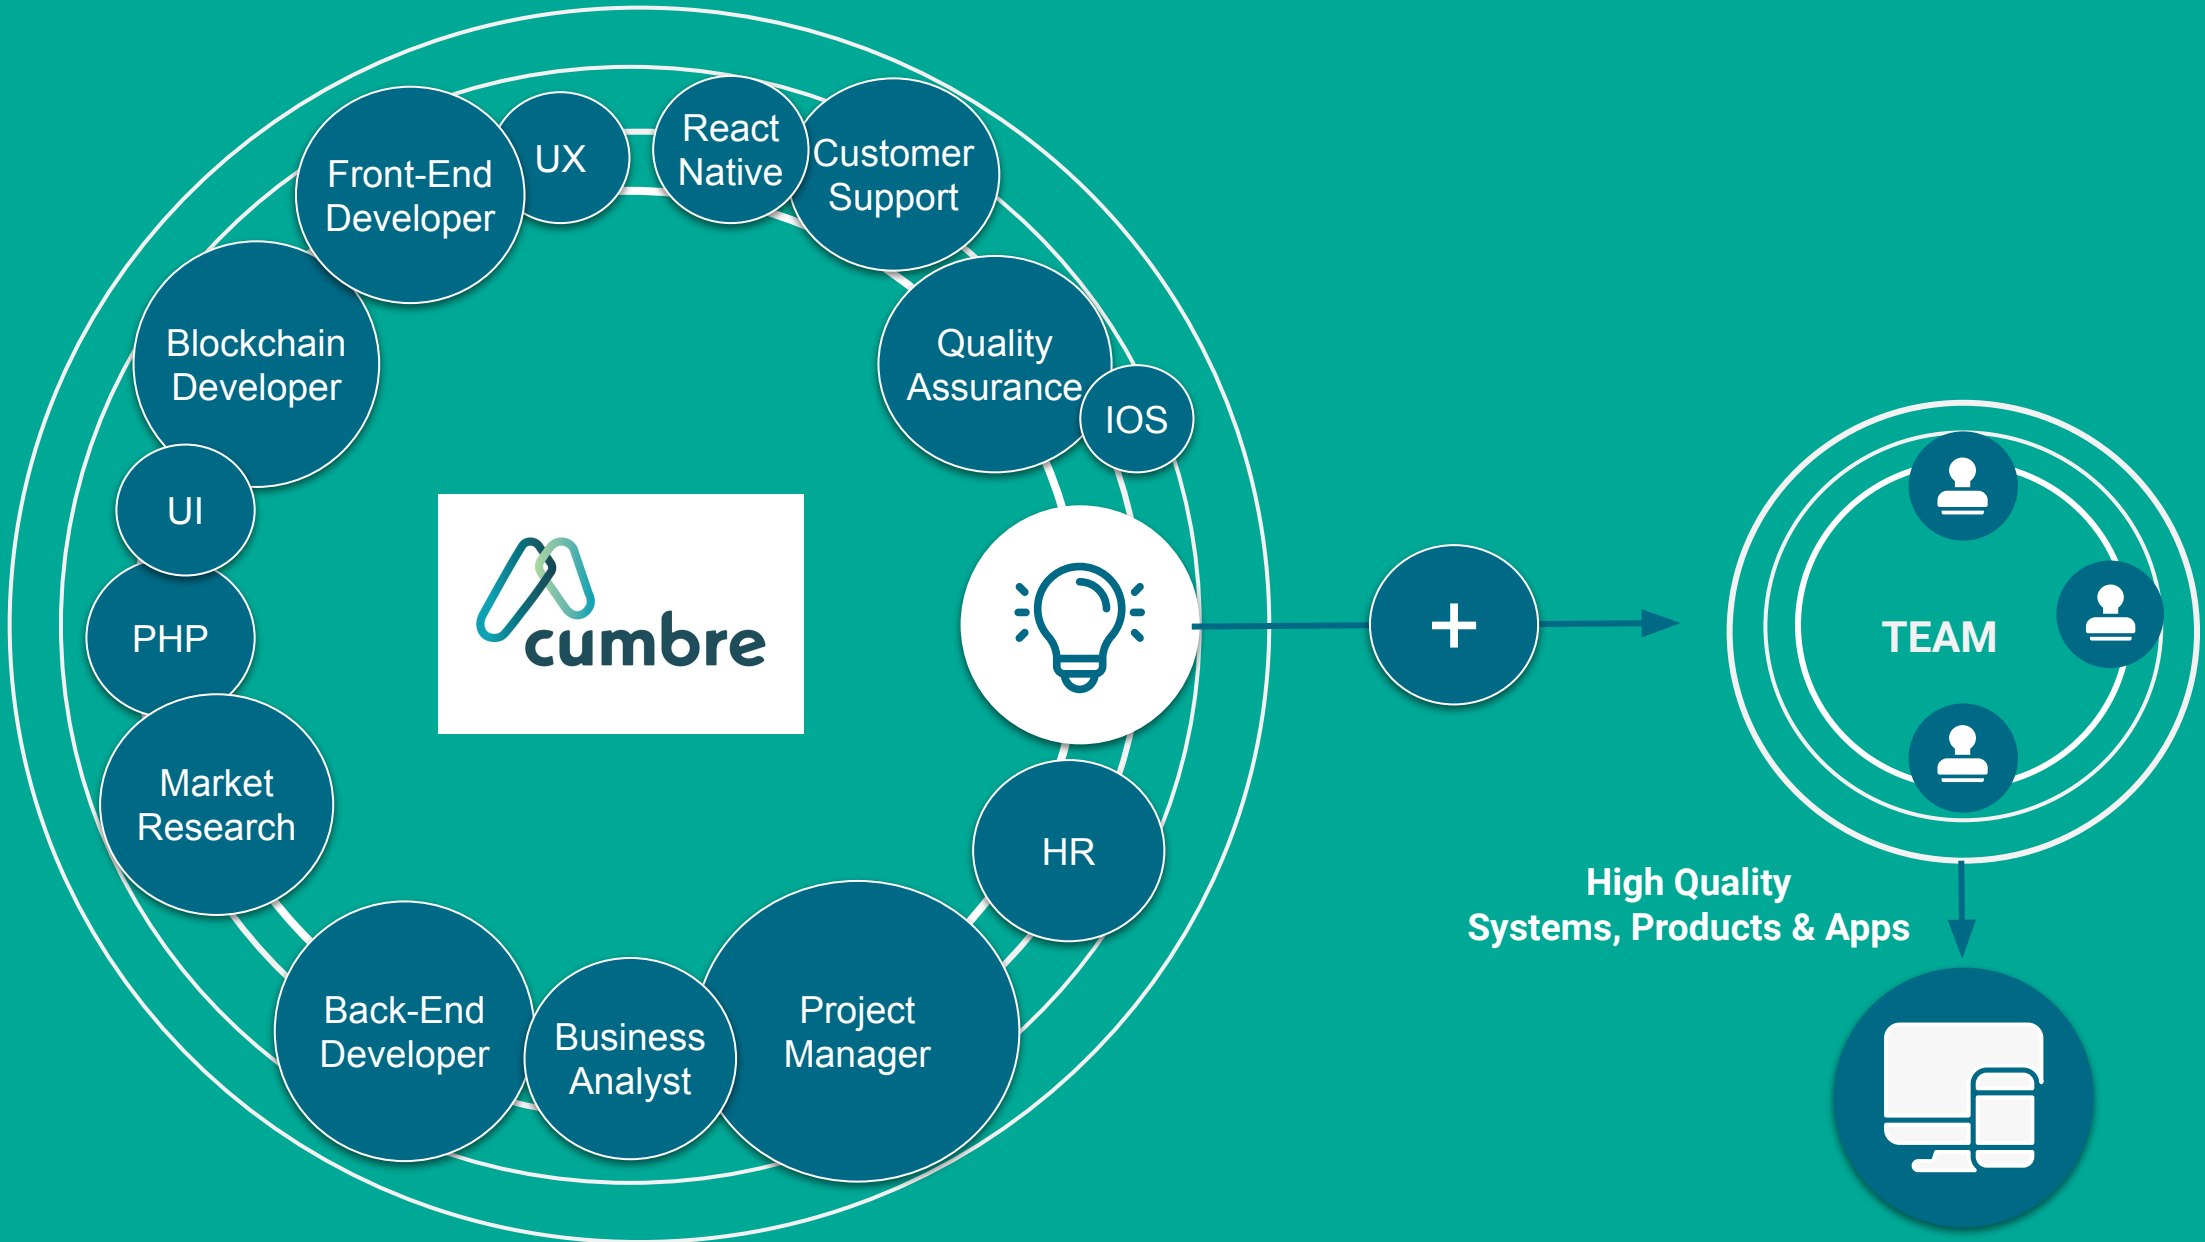 Front-End
Developer
UX
React
Native
Customer
Support
Blockchain
Developer
Quality
Assurance
IOS
UI
PHP
cumbre
+
TEAM
Market
Research
HR
High Quality
Systems, Products & Apps
Back-End
Developer
Business
Analyst
Project
Manager